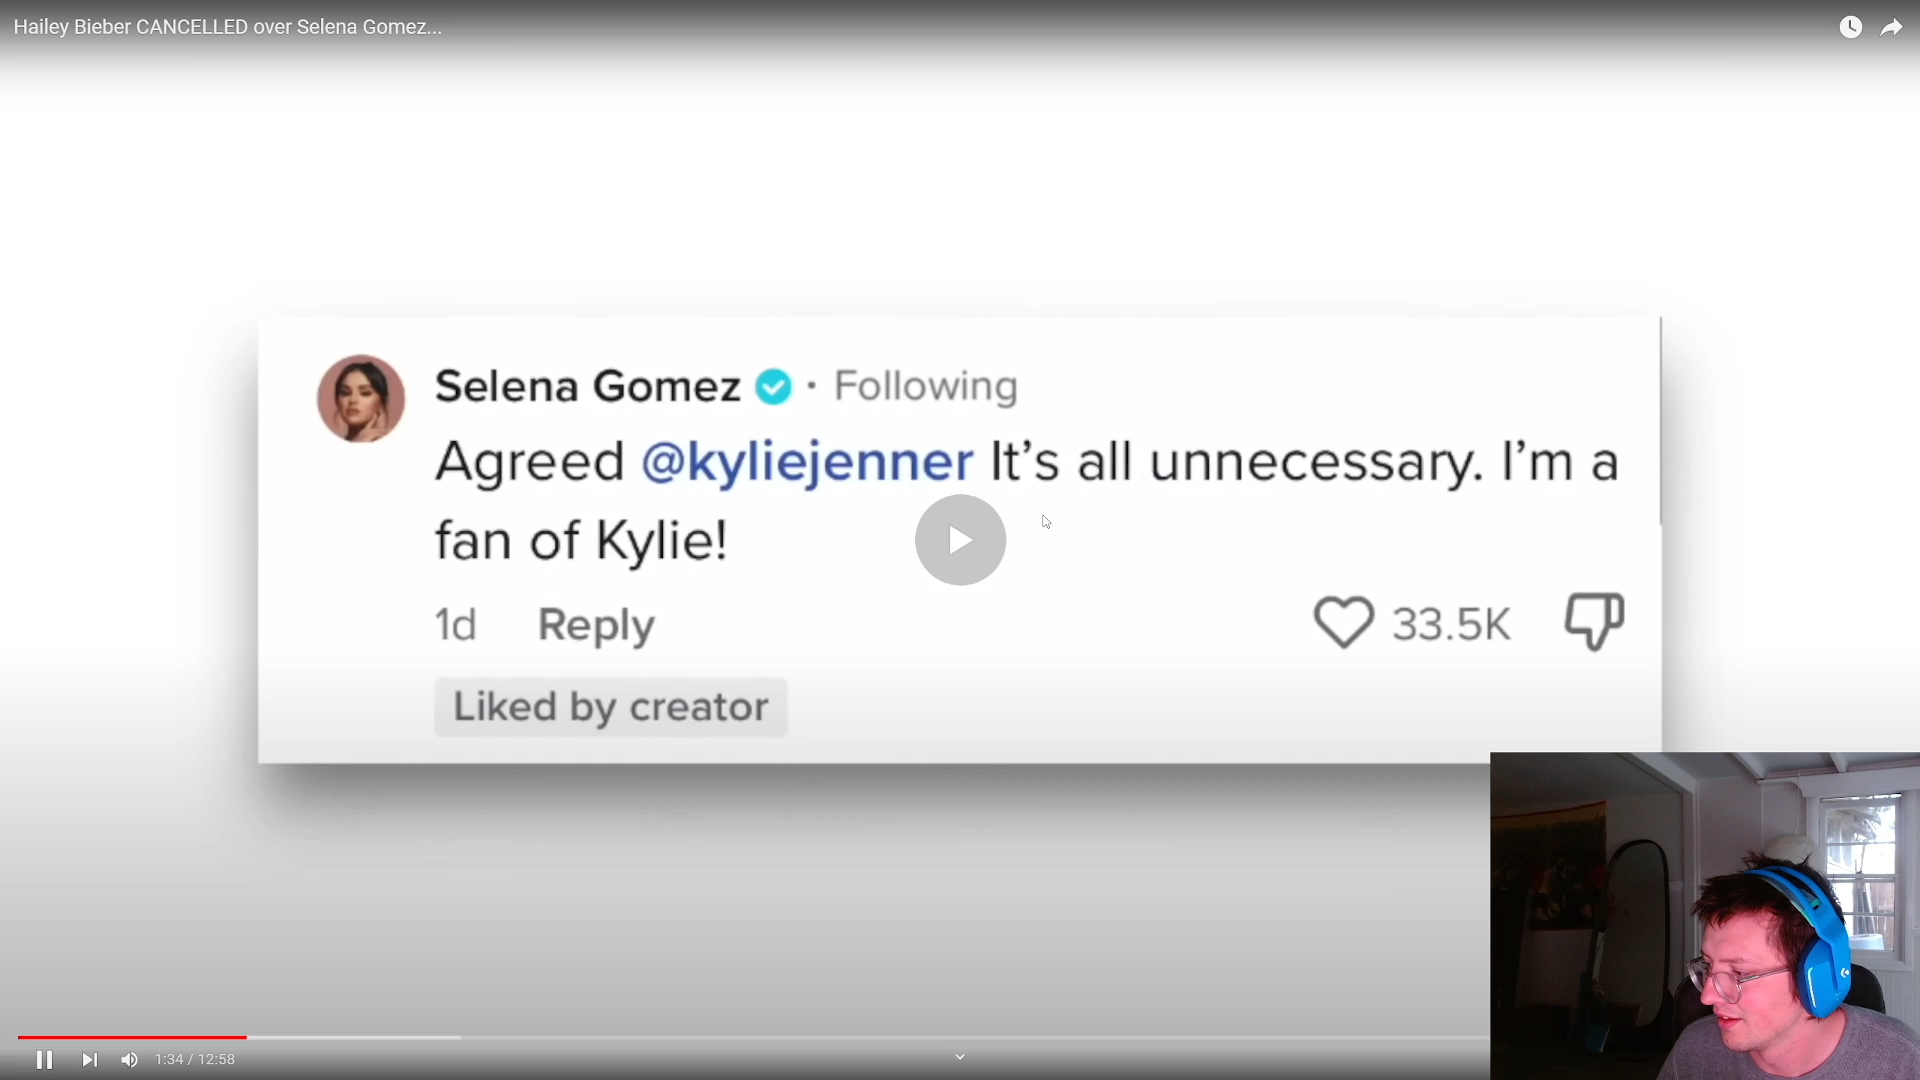 Hailey Bieber CANCELLED over Selena Gomez...
Selena Gomez · Following
Agreed @kyliejenner It’s all unnecessary. I’m a
fan of Kylie!
1d Reply 33.5K
Liked by creator
1:34 / 12:58